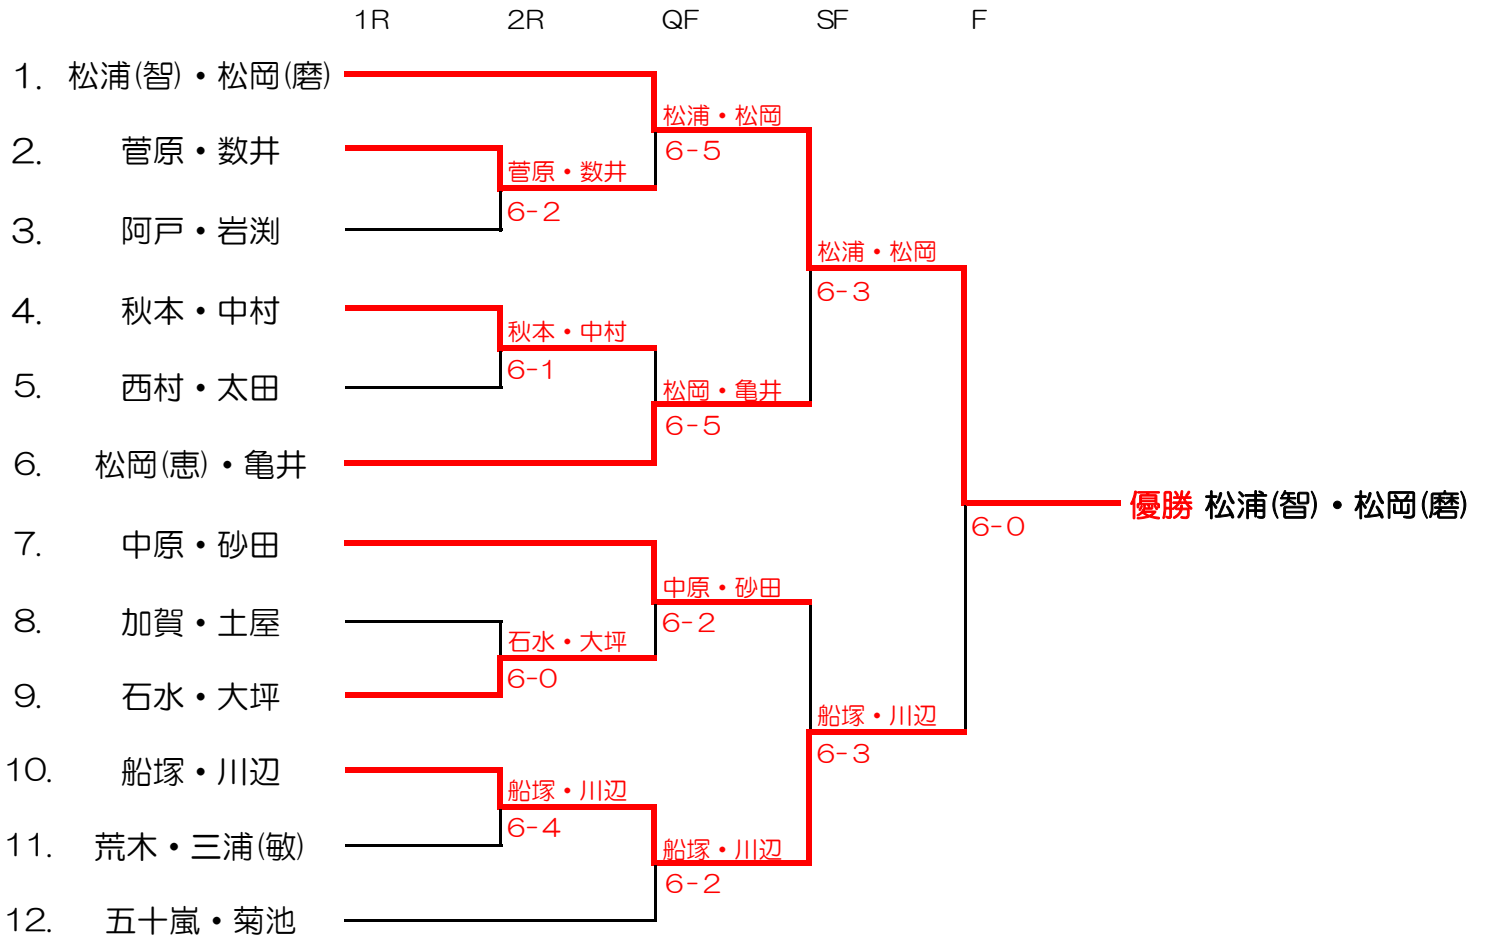 1R 2R QF SF F
1. 松浦(智)・松岡(磨)
松浦・松岡
6-5
2. 菅原・数井
菅原・数井
6-2
3. 阿戸・岩渕
松浦・松岡
6-3
4. 秋本・中村
秋本・中村
6-1
5. 西村・太田
松岡・亀井
6-5
6. 松岡(恵)・亀井
優勝 松浦(智)・松岡(磨)
6-0
7. 中原・砂田
中原・砂田
6-2
8. 加賀・土屋
石水・大坪
6-0
9. 石水・大坪
船塚・川辺
6-3
10. 船塚・川辺
船塚・川辺
6-4
11. 荒木・三浦(敏)
船塚・川辺
6-2
12. 五十嵐・菊池